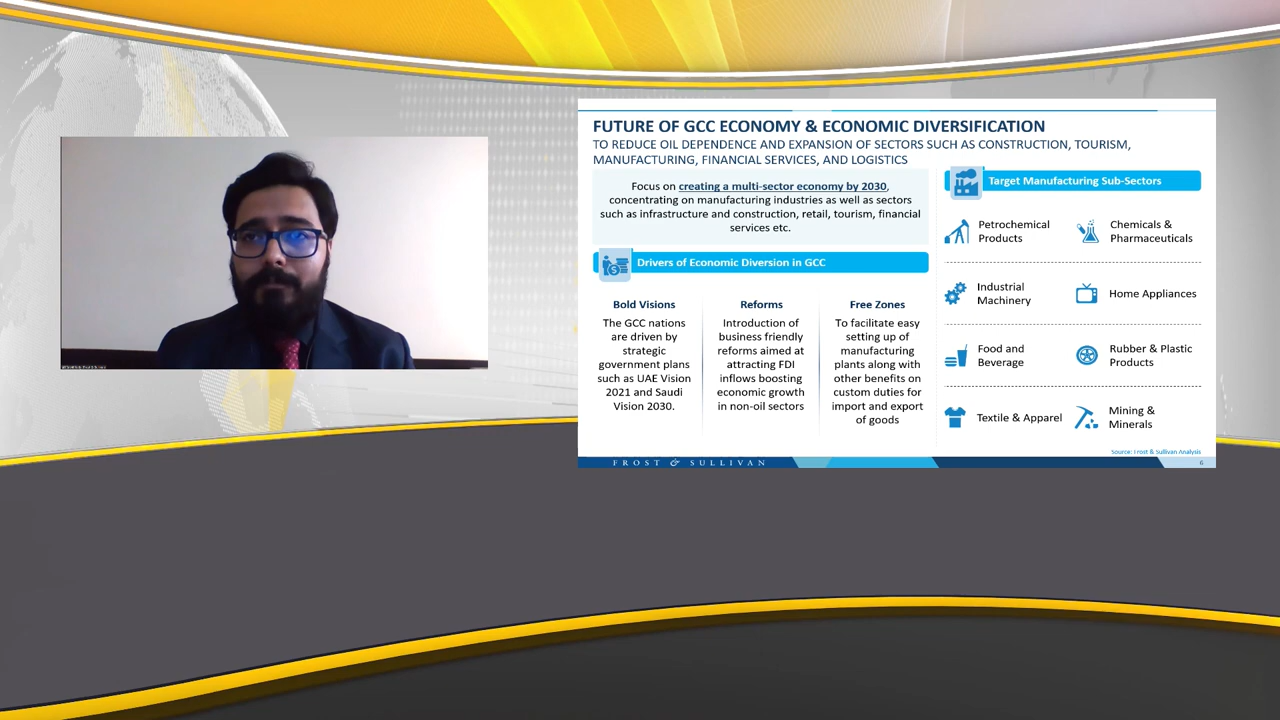 FUTURE OF GCC ECONOMY & ECONOMIC DIVERSIFICATION
TO REDUCE OIL DEPENDENCE AND EXPANSION OF SECTORS SUCH AS CONSTRUCTION, TOURISM,
MANUFACTURING, FINANCIAL SERVICES, AND LOGISTICS
Focus on creating a multi-sector economy by 2030,
concentrating on manufacturing industries as well as sectors
such as infrastructure and construction, retail, tourism, financial
services etc.
Drivers of Economic Diversion in GCC
Bold Visions
The GCC nations
are driven by
strategic
government plans
such as UAE Vision
2021 and Saudi
Vision 2030.
Reforms
Introduction of
business friendly
reforms aimed at
attracting FDI
inflows boosting
economic growth
in non-oil sectors
Free Zones
To facilitate easy
setting up of
manufacturing
plants along with
other benefits on
custom duties for
import and export
of goods
Target Manufacturing Sub-Sectors
Petrochemical
Products
Chemicals &
Pharmaceuticals
Industrial
Machinery
Home Appliances
Food and
Beverage
Rubber & Plastic
Products
Textile & Apparel
Mining &
Minerals
Source: Frost & Sullivan Analysis
FROST & SULLIVAN
6